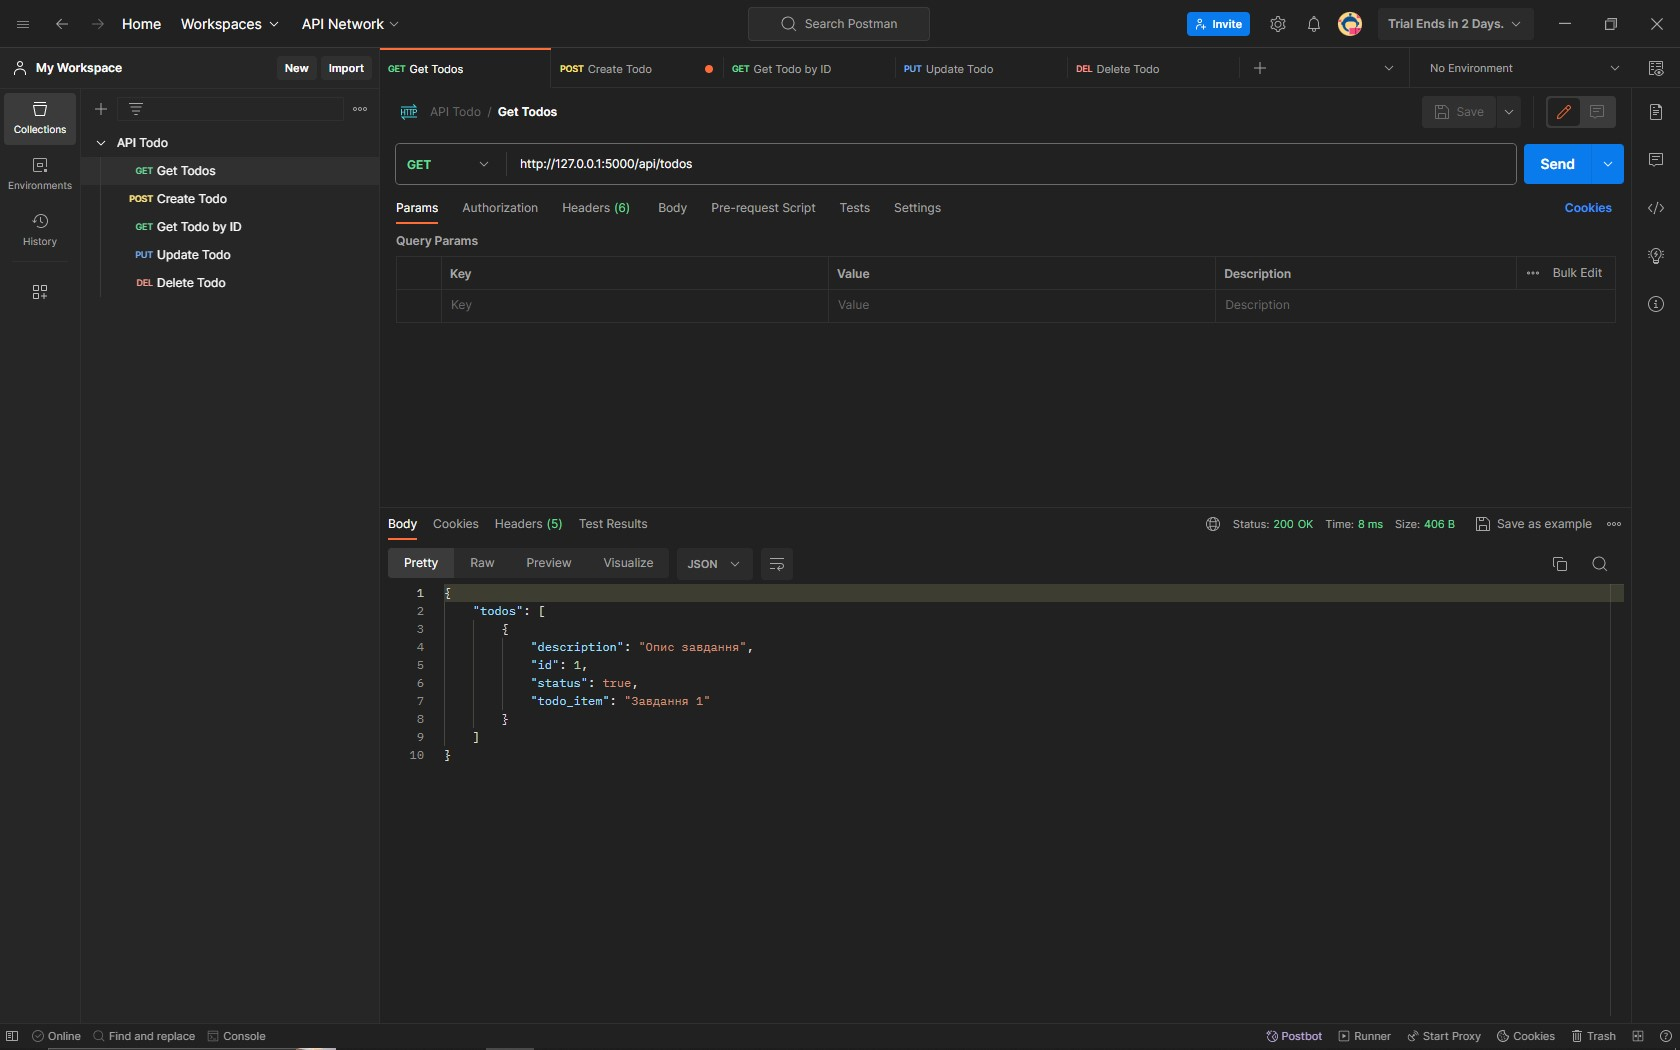 Home Workspaces API Network Search Postman Invite Trial Ends in 2 Days.
My Workspace New Import
GET Get Todos POST Create Todo GET Get Todo by ID PUT Update Todo DEL Delete Todo No Environment
Collections
Environments
History
API Todo
GET Get Todos
POST Create Todo
GET Get Todo by ID
PUT Update Todo
DEL Delete Todo
HTTP API Todo / Get Todos Save
GET http://127.0.0.1:5000/api/todos Send
Params Authorization Headers (6) Body Pre-request Script Tests Settings Cookies
Query Params
Key Value Description Bulk Edit
Key Value Description
Body Cookies Headers (5) Test Results Status: 200 OK Time: 8 ms Size: 406 B Save as example
Pretty Raw Preview Visualize JSON
1 {
2 "todos": [
3 {
4 "description": "Опис завдання",
5 "id": 1,
6 "status": true,
7 "todo_item": "Завдання 1"
8 }
9 ]
10 }
Online Find and replace Console Postbot Runner Start Proxy Cookies Trash